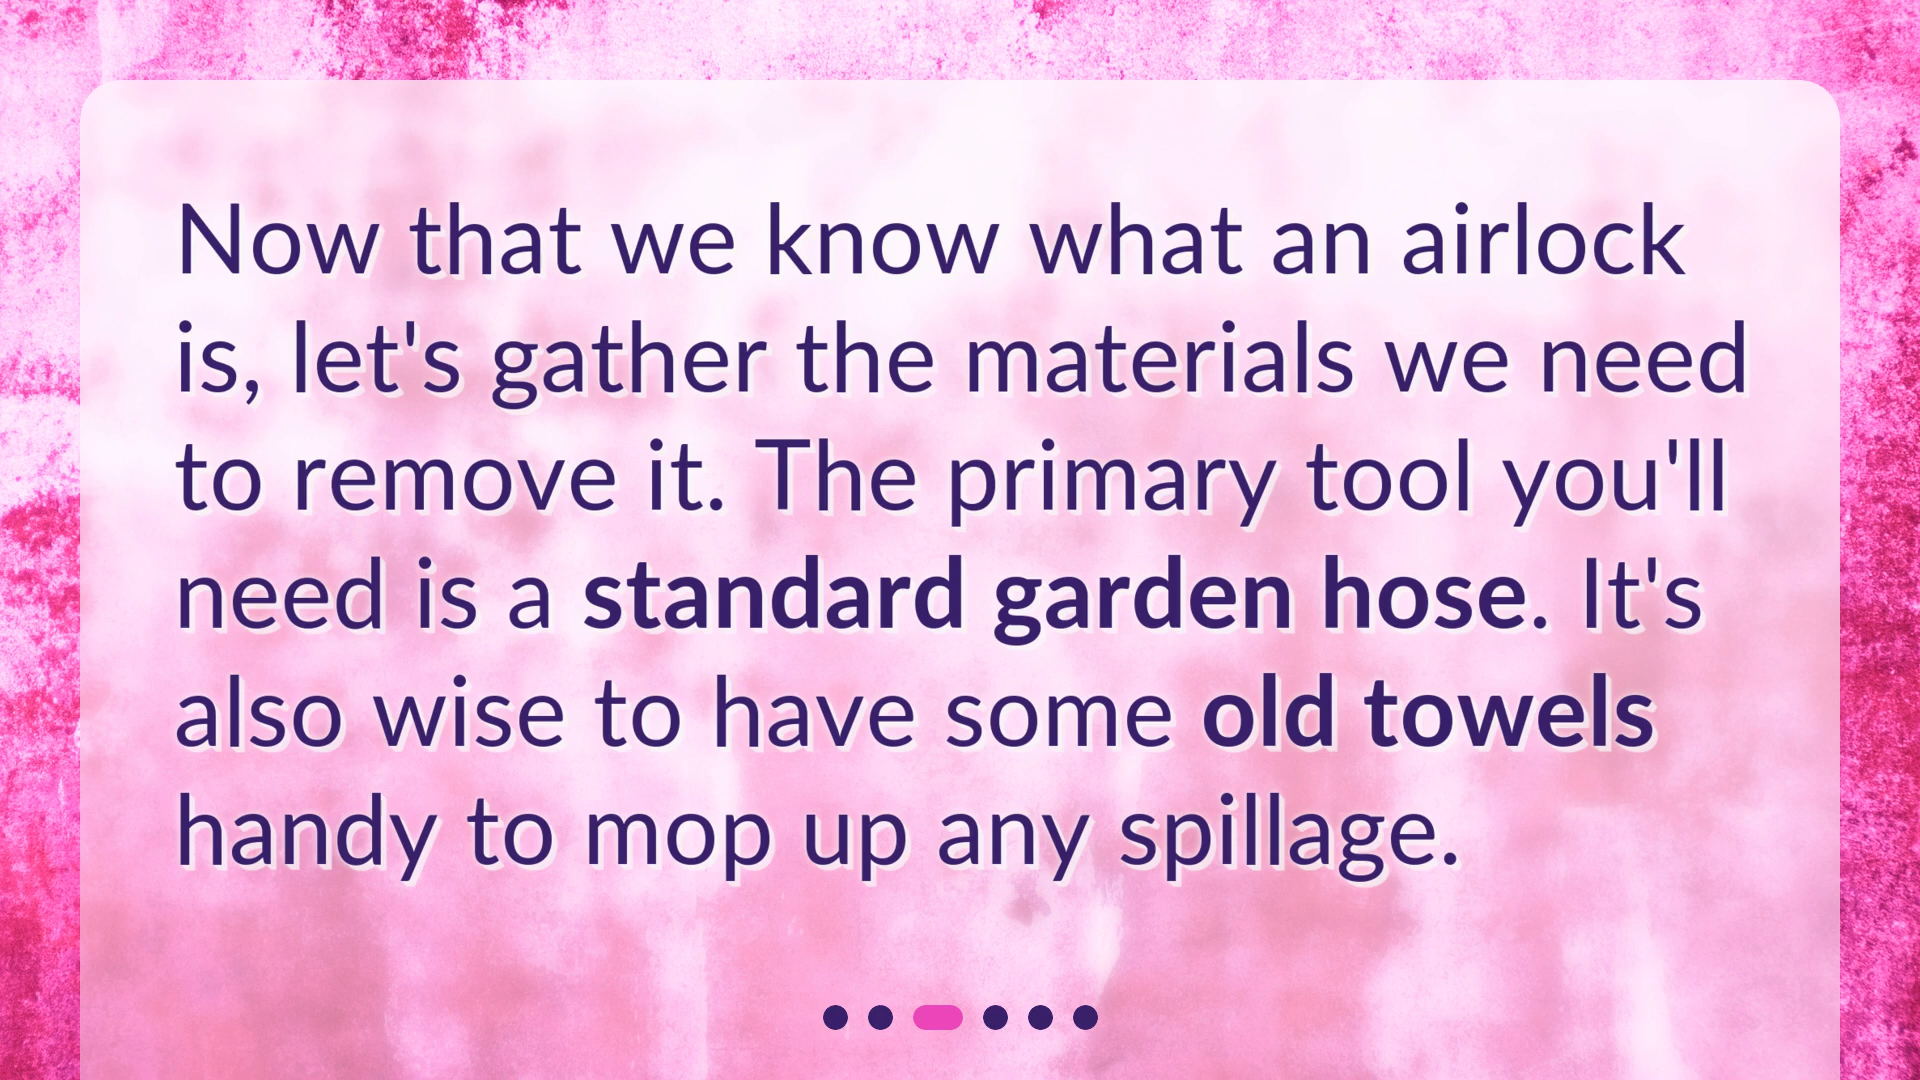 Now that we know what an airlock
is, let's gather the materials we need
to remove it. The primary tool you'll
need is a standard garden hose. It's
also wise to have some old towels
handy to mop up any spillage.